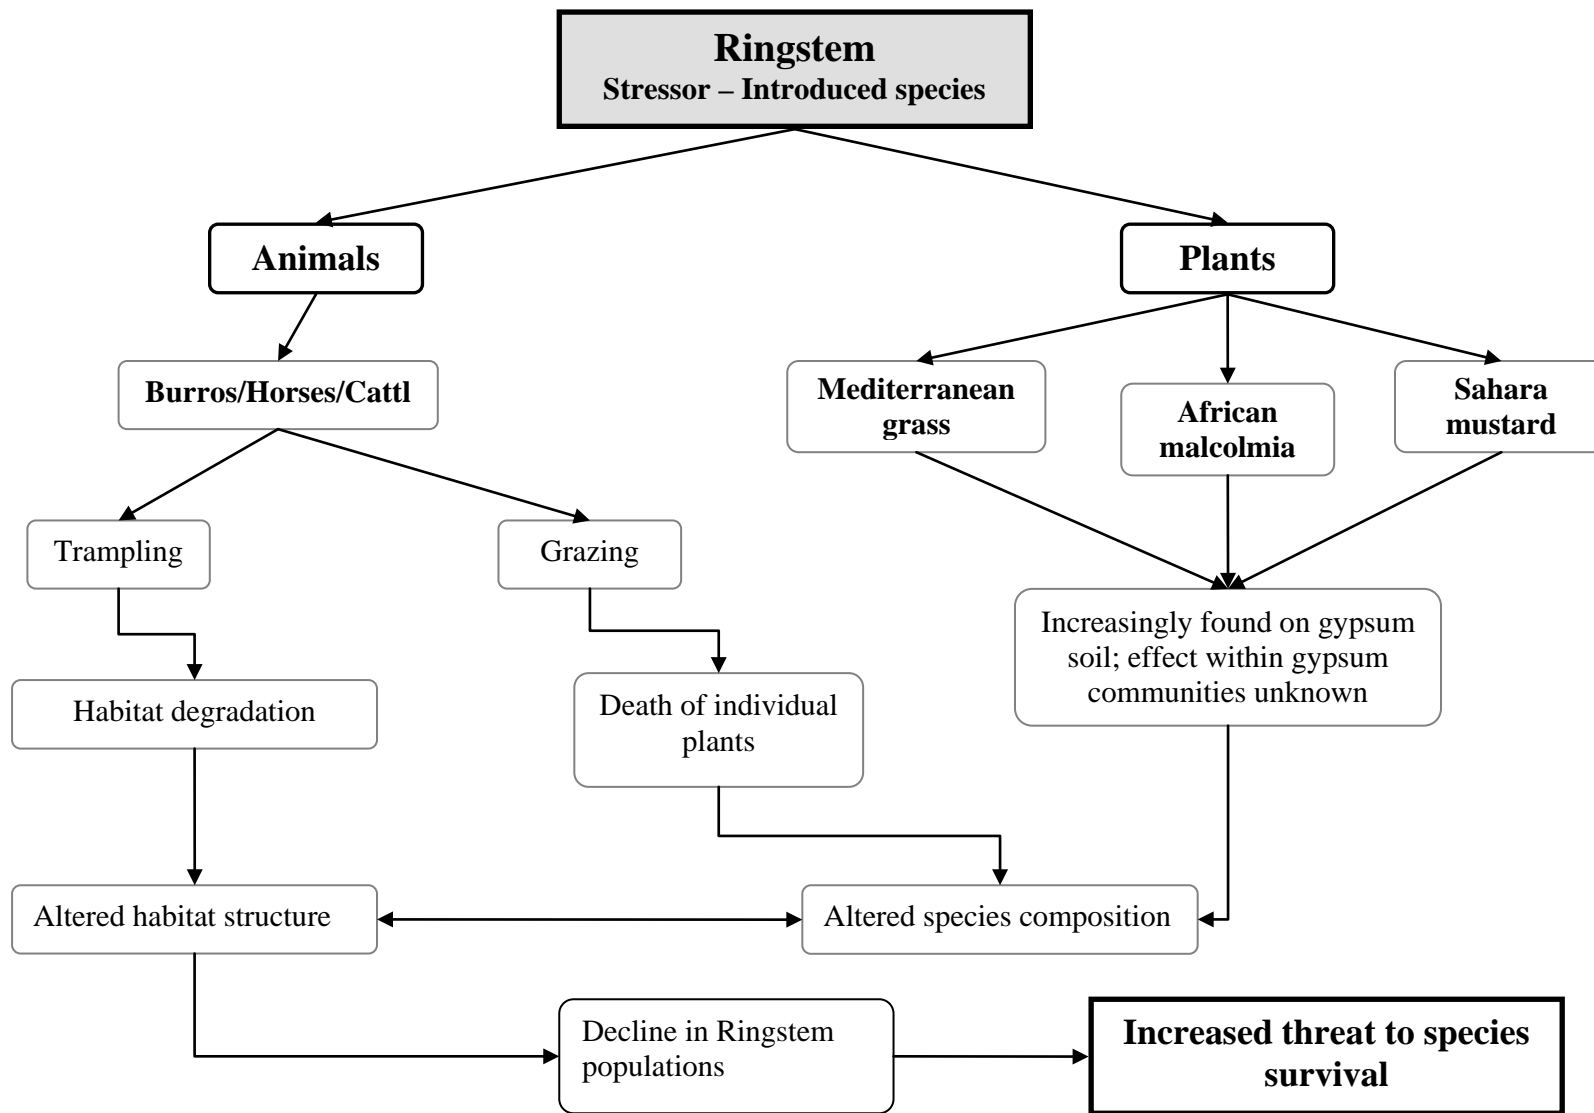 Ringstem
Stressor – Introduced species
Animals
Plants
Burros/Horses/Cattl
Mediterranean
grass
African
malcolmia
Sahara
mustard
Trampling
Grazing
Increasingly found on gypsum
soil; effect within gypsum
communities unknown
Habitat degradation
Death of individual
plants
Altered habitat structure
Altered species composition
Decline in Ringstem
populations
Increased threat to species
survival